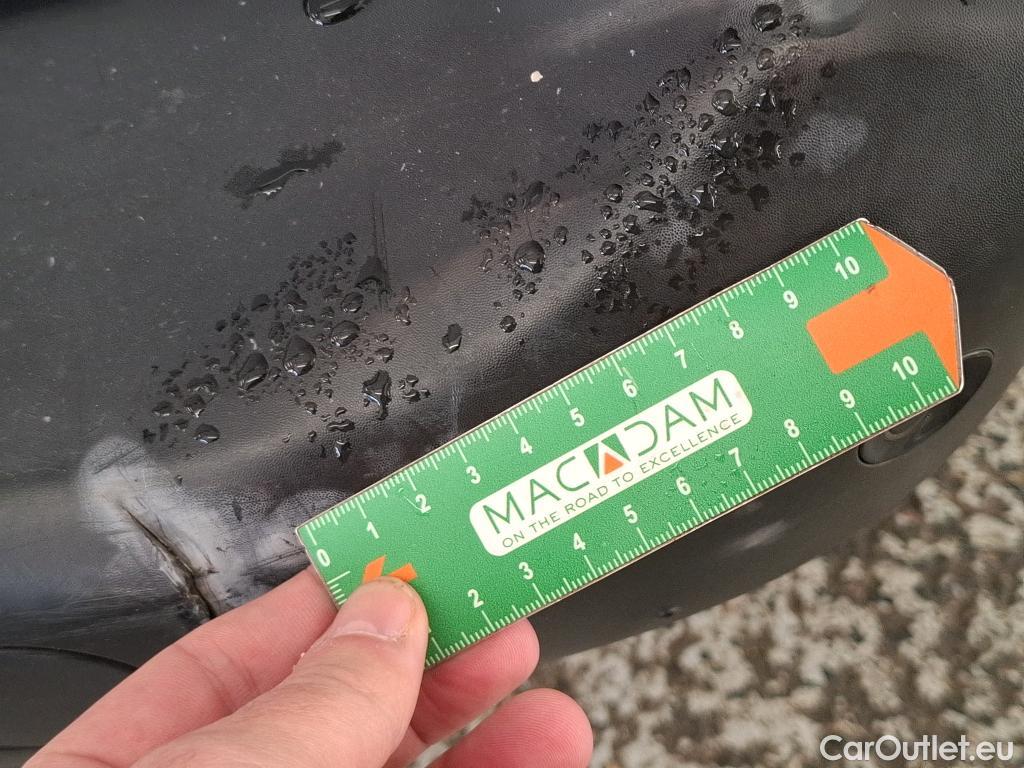 0 1 2 3 4 5 6 7 8 9 10
MACADAM
ON THE ROAD TO EXCELLENCE
2 3 4 5 6 7 8 9 10
CarOutlet.eu